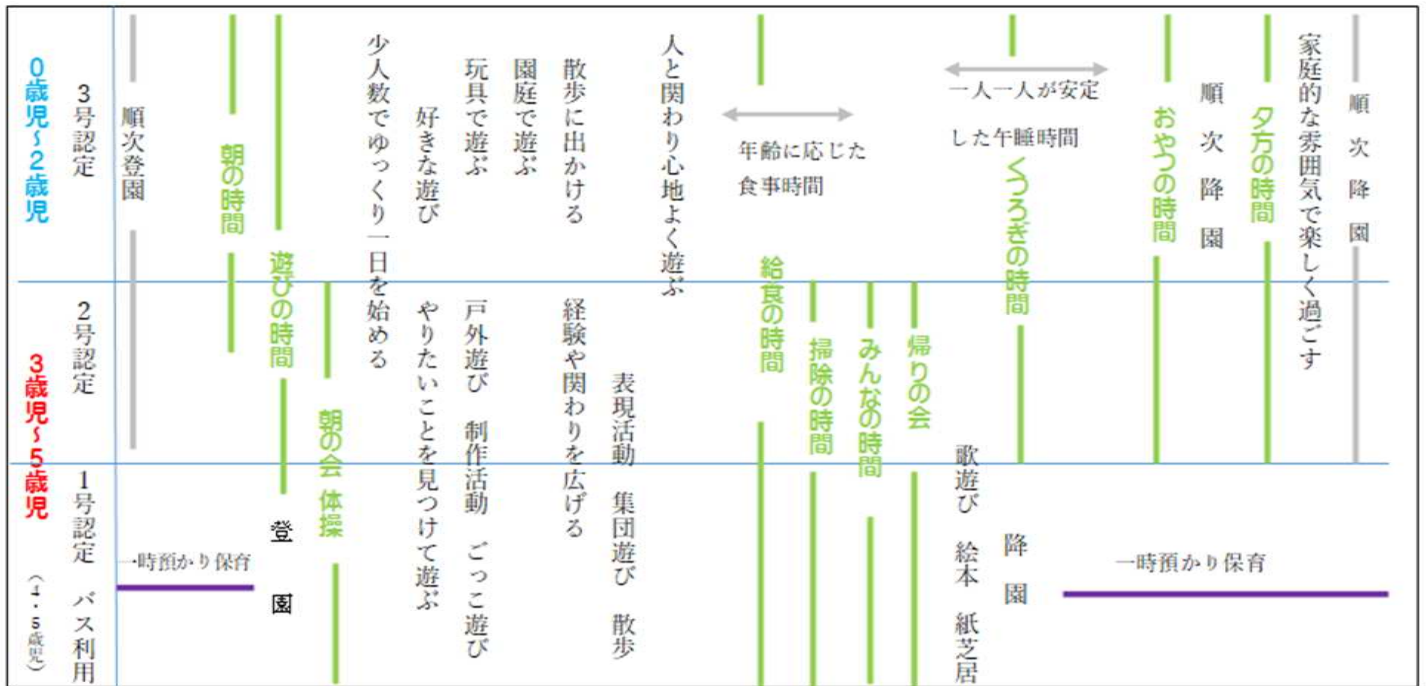 ０歳児～２歳児
３号認定
順次登園
朝の時間
遊びの時間
少人数でゆっくり一日を始める
好きな遊び
玩具で遊ぶ
園庭で遊ぶ
散歩に出かける
人と関わり心地よく遊ぶ
年齢に応じた
食事時間
給食の時間
一人一人が安定
した午睡時間
くつろぎの時間
おやつの時間
順次降園
夕方の時間
家庭的な雰囲気で楽しく過ごす
順次降園
３歳児～５歳児
（４・５歳児）
２号認定
１号認定 バス利用
一時預かり保育
登園
朝の会 体操
やりたいことを見つけて遊ぶ
戸外遊び 制作活動 ごっこ遊び
経験や関わりを広げる
表現活動 集団遊び 散歩
掃除の時間
みんなの時間
帰りの会
歌遊び 絵本 紙芝居
降園
一時預かり保育